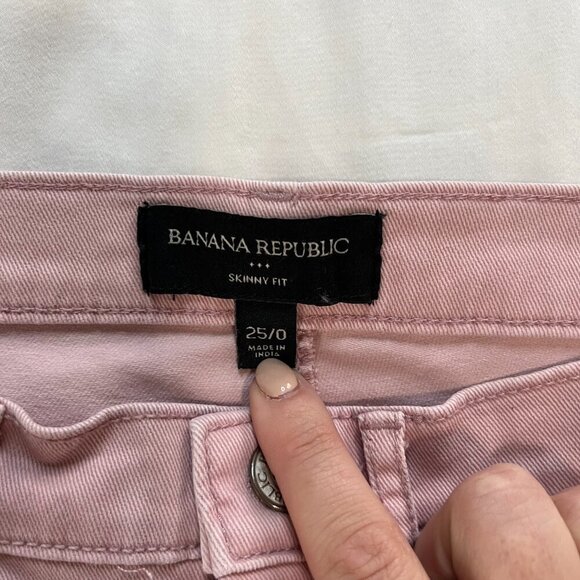 BANANA REPUBLIC
SKINNY FIT
25/0
MADE IN
INDIA